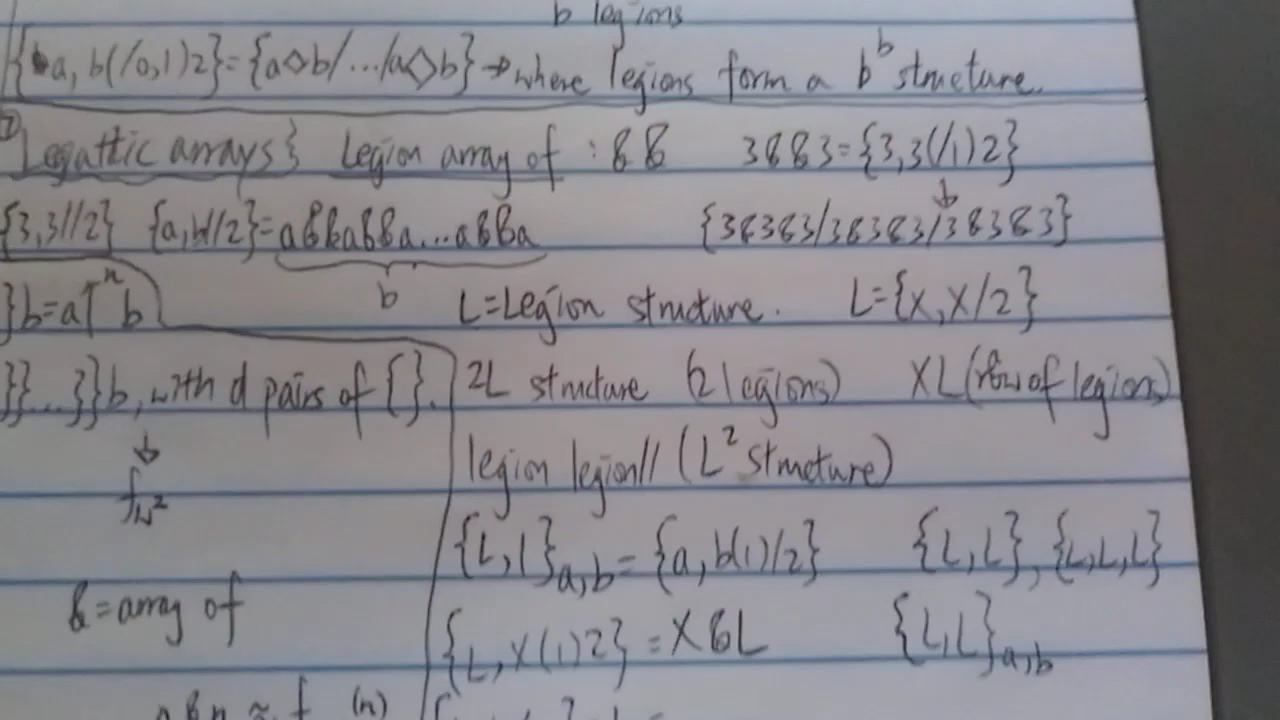 b legions
{a, b(/0,1)2}={a<>b/.../a<>b}→where legions form a b^b structure.
Legattic arrays} Legion array of : && 3&&3={3,3(/1)2}
{3,3//2} {a,b//2}=a&&a&&a...a&&a {3&3&3/3&3&3/3&3&3}
}b=a↑^n b b L=Legion structure. L={X,X/2}
}}...}}b, with d pairs of {}. 2L structure (2 legions) XL(row of legions)
↓ legion legion// (L² structure)
f_ω²
{L,L}a,b={a,b(1)/2} {L,L},{L,L,L}
&=array of
{L,X(1)2}=X&L {L,L}a,b
a&n ≈ f (n)